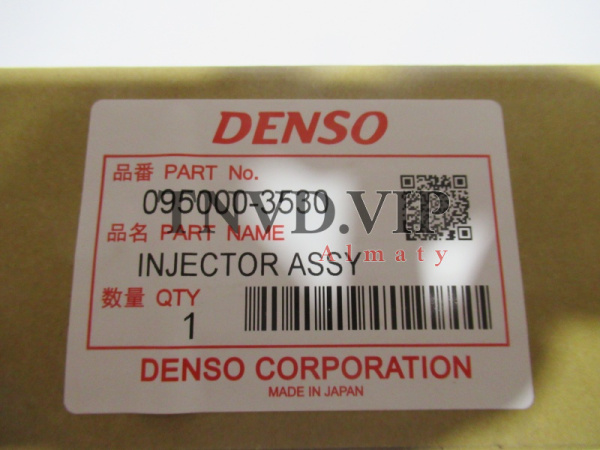 DENSO
品番 PART No.
095000-3530
TNVD.VIP
品名 PART NAME
Almaty
INJECTOR ASSY
数量 QTY
1
DENSO CORPORATION
MADE IN JAPAN